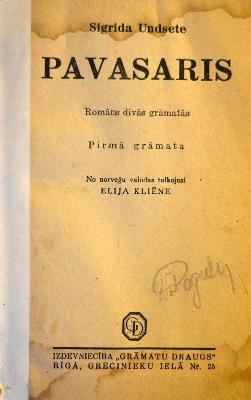 Sigrida Undsete
PAVASARIS
Romāns divās grāmatās
Pirmā grāmata
No norvegu valodas tulkojusi
ELIJA KLIĒNE
IZDEVNIECĪBA „GRĀMATU DRAUGS"
RĪGĀ, GRĒCINIEKU IELĀ Nr. 25